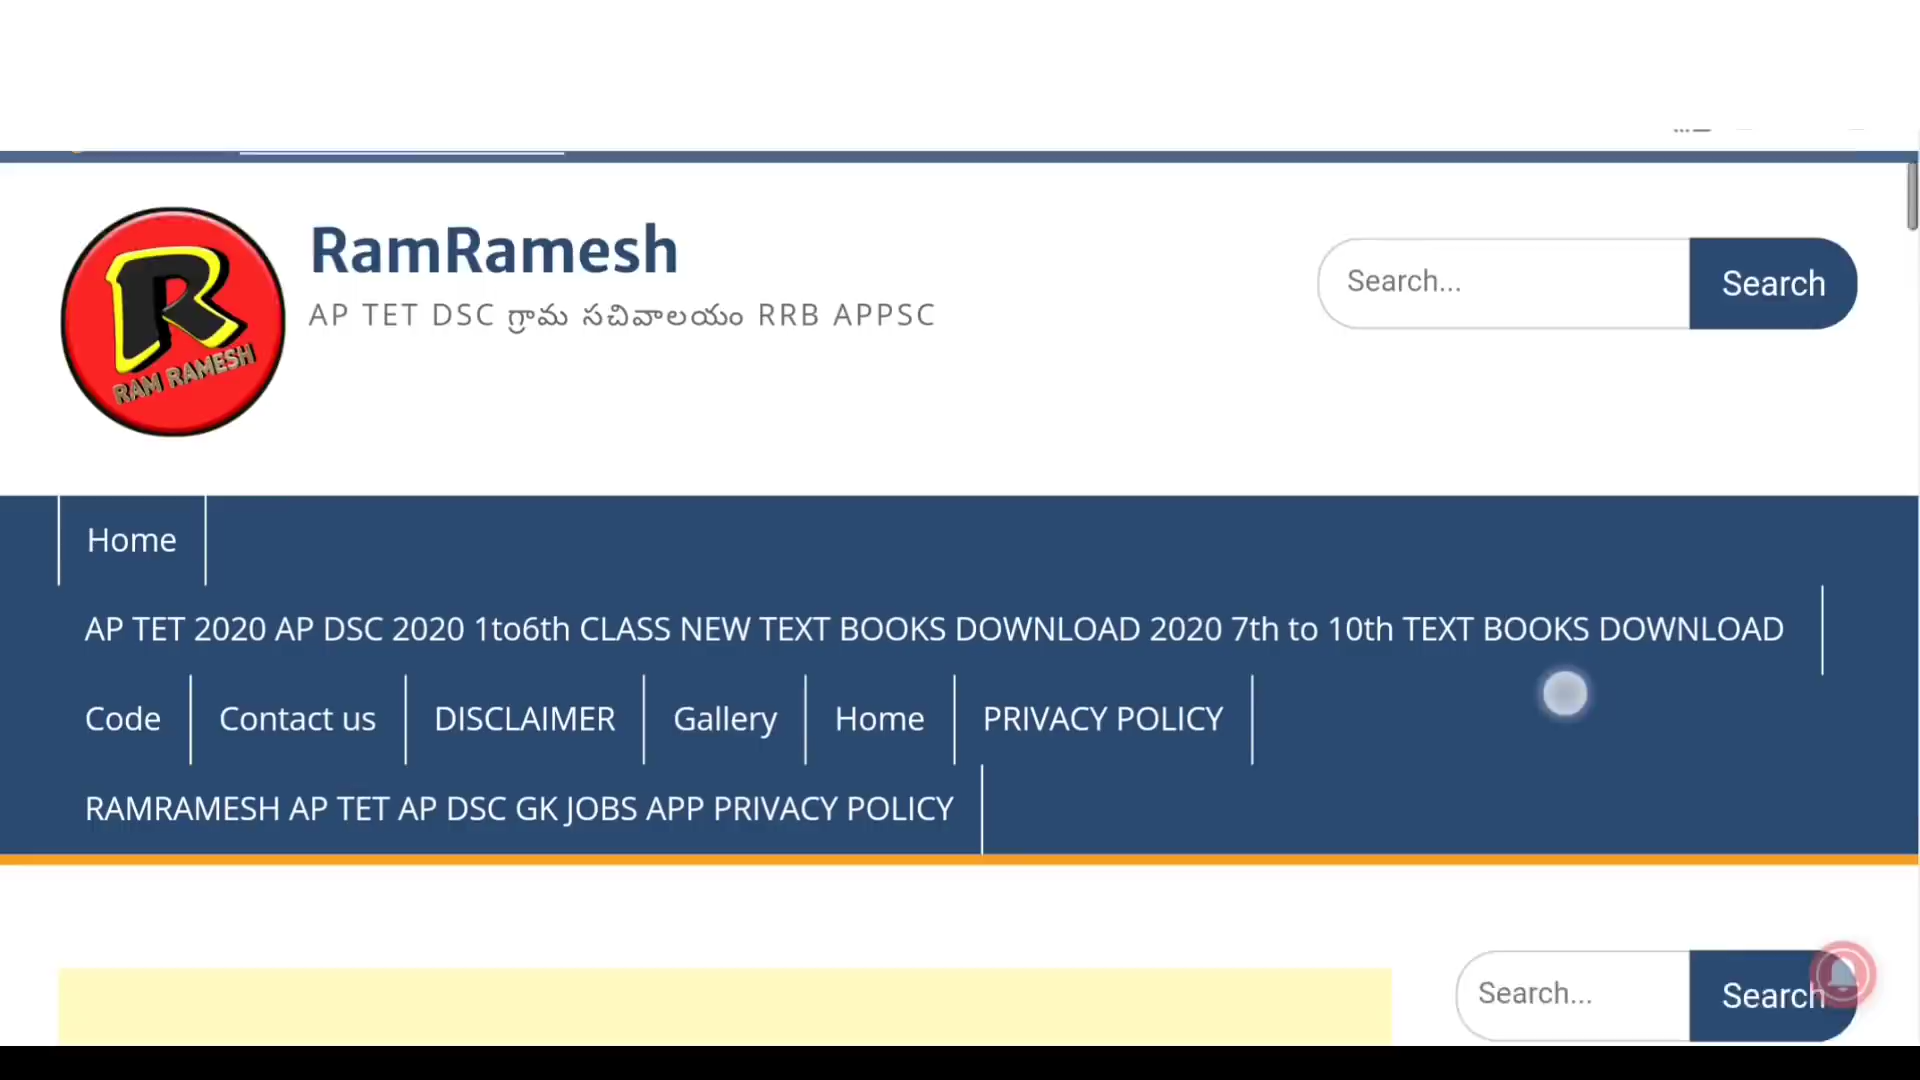 RamRamesh
AP TET DSC గ్రామ సచివాలయం RRB APPSC
Search...
Search
RAM RAMESH
Home
AP TET 2020 AP DSC 2020 1to6th CLASS NEW TEXT BOOKS DOWNLOAD 2020 7th to 10th TEXT BOOKS DOWNLOAD
Code
Contact us
DISCLAIMER
Gallery
Home
PRIVACY POLICY
RAMRAMESH AP TET AP DSC GK JOBS APP PRIVACY POLICY
Search...
Search